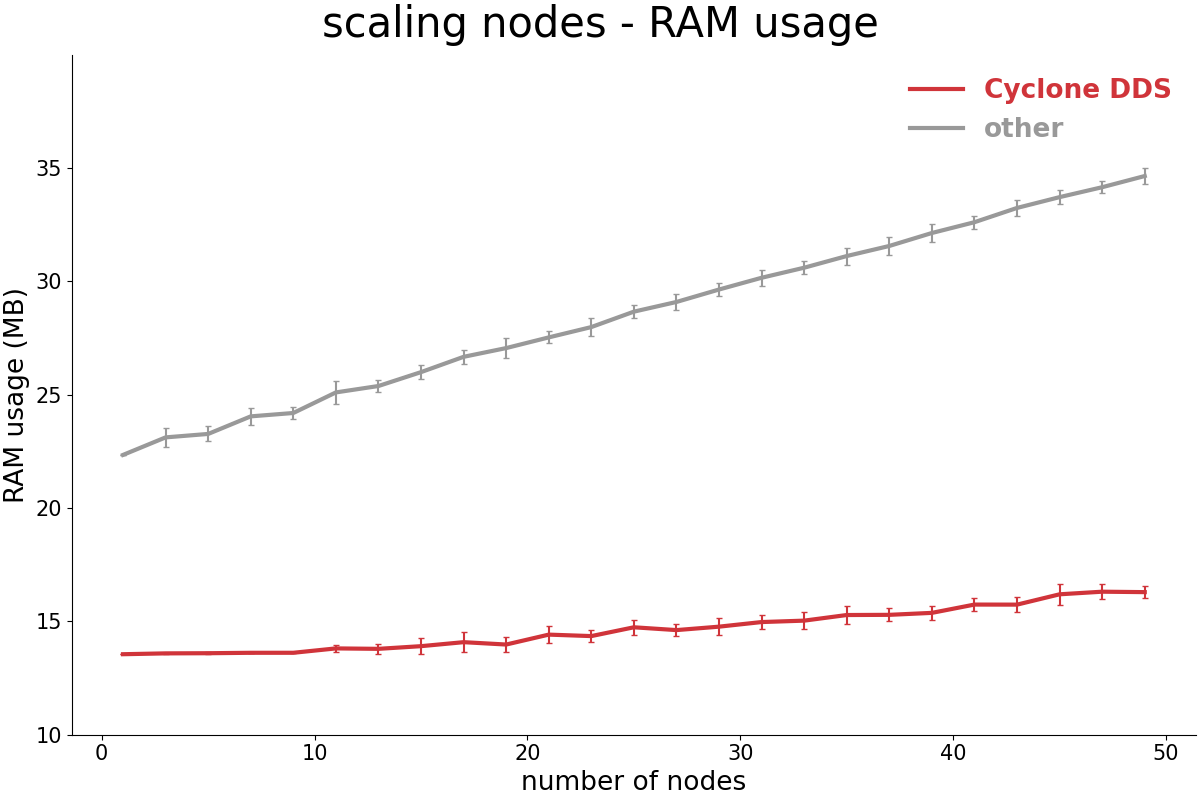 scaling nodes - RAM usage
Cyclone DDS
other
RAM usage (MB)
35
30
25
20
15
10
0 10 20 30 40 50
number of nodes